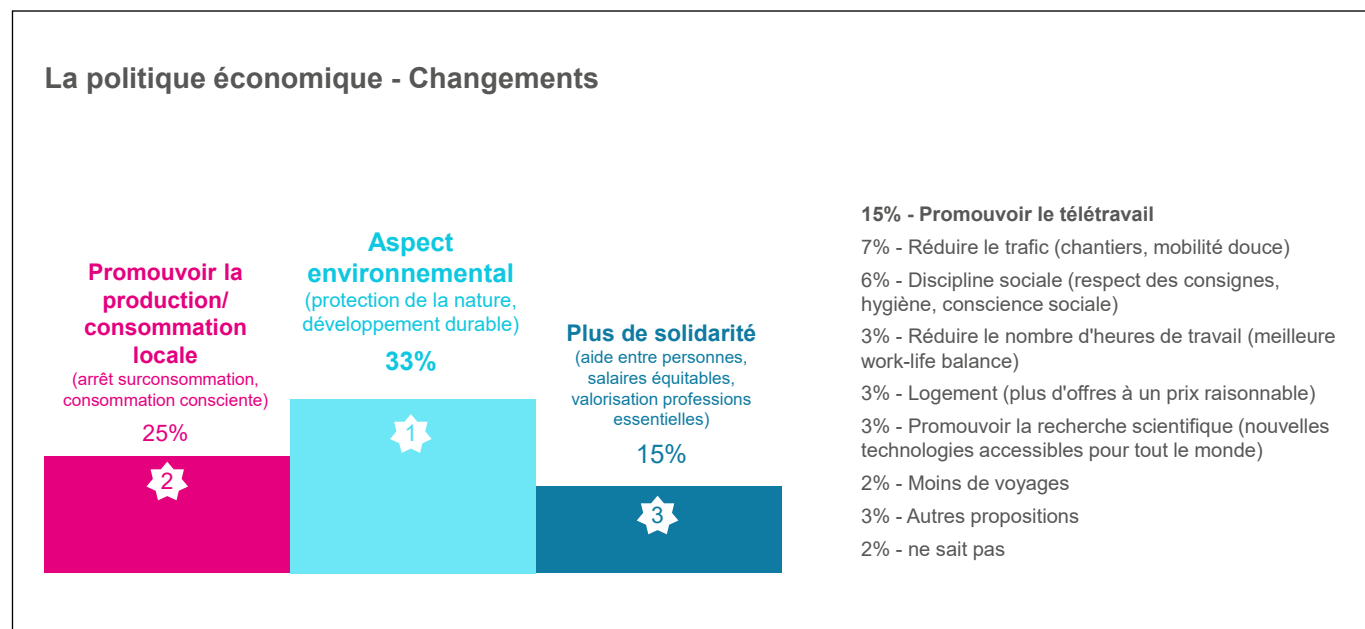 La politique économique - Changements
Promouvoir la
production/
consommation
locale
(arrêt surconsommation,
consommation consciente)
25%
2
Aspect
environnemental
(protection de la nature,
développement durable)
33%
1
Plus de solidarité
(aide entre personnes,
salaires équitables,
valorisation professions
essentielles)
15%
3
15% - Promouvoir le télétravail
7% - Réduire le trafic (chantiers, mobilité douce)
6% - Discipline sociale (respect des consignes,
hygiène, conscience sociale)
3% - Réduire le nombre d'heures de travail (meilleure
work-life balance)
3% - Logement (plus d'offres à un prix raisonnable)
3% - Promouvoir la recherche scientifique (nouvelles
technologies accessibles pour tout le monde)
2% - Moins de voyages
3% - Autres propositions
2% - ne sait pas